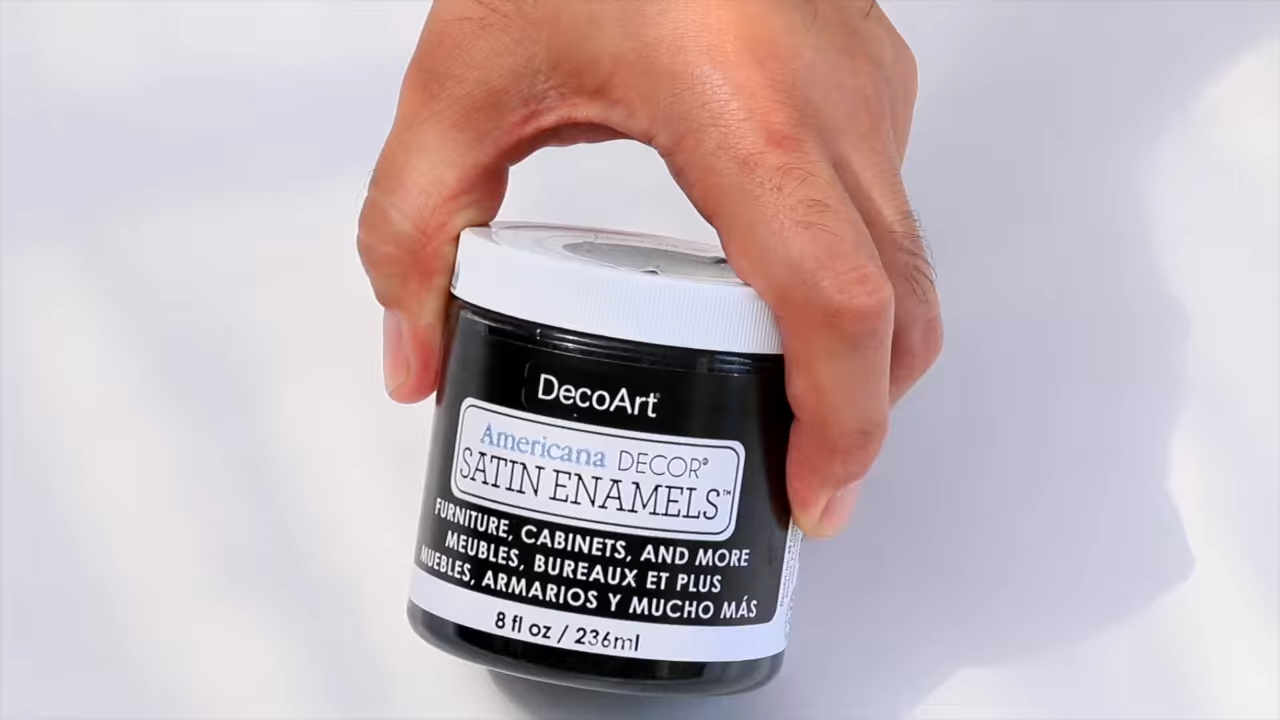 DecoArt®
Americana DECOR®
SATIN ENAMELS™
FURNITURE, CABINETS, AND MORE
MEUBLES, BUREAUX ET PLUS
MUEBLES, ARMARIOS Y MUCHO MÁS
8 fl oz / 236ml